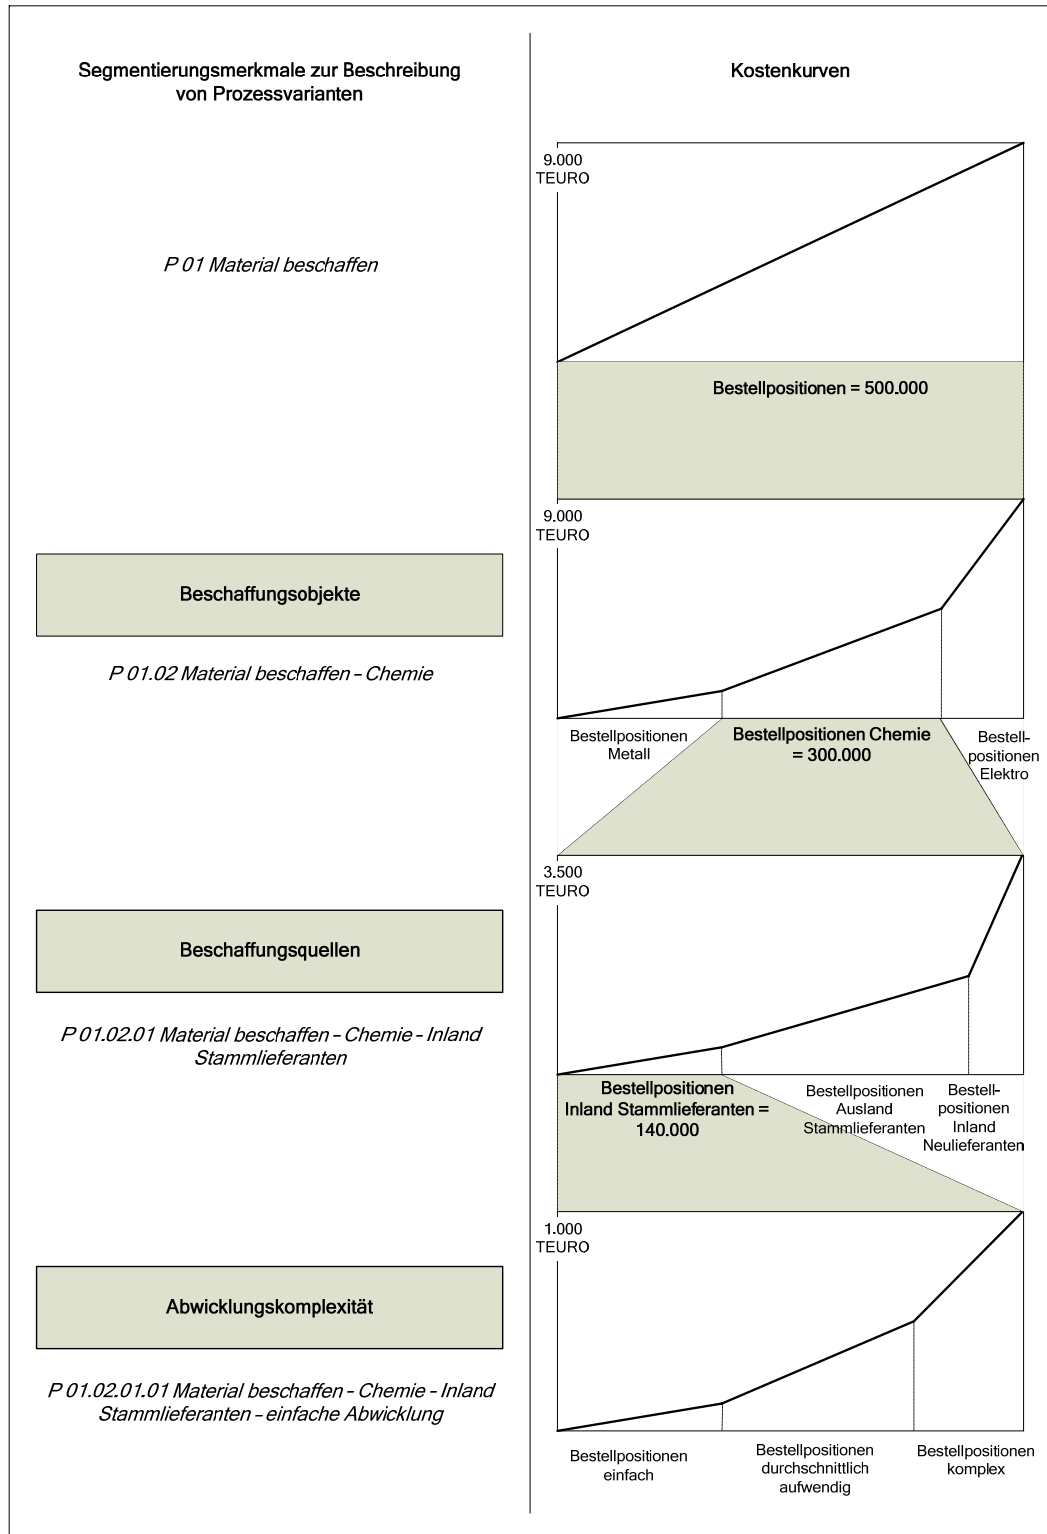 Segmentierungsmerkmale zur Beschreibung
von Prozessvarianten
Kostenkurven
9.000
TEURO
P 01 Material beschaffen
Bestellpositionen = 500.000
9.000
TEURO
Beschaffungsobjekte
P 01.02 Material beschaffen – Chemie
Bestellpositionen
Metall
Bestellpositionen Chemie
= 300.000
Bestell-
positionen
Elektro
3.500
TEURO
Beschaffungsquellen
P 01.02.01 Material beschaffen – Chemie – Inland
Stammlieferanten
Bestellpositionen
Inland Stammlieferanten =
140.000
Bestellpositionen
Ausland
Stammlieferanten
Bestell-
positionen
Inland
Neulieferanten
1.000
TEURO
Abwicklungskomplexität
P 01.02.01.01 Material beschaffen – Chemie – Inland
Stammlieferanten – einfache Abwicklung
Bestellpositionen
einfach
Bestellpositionen
durchschnittlich
aufwendig
Bestellpositionen
komplex